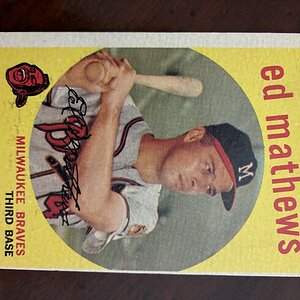 ed mathews
M
MILWAUKEE BRAVES
THIRD BASE